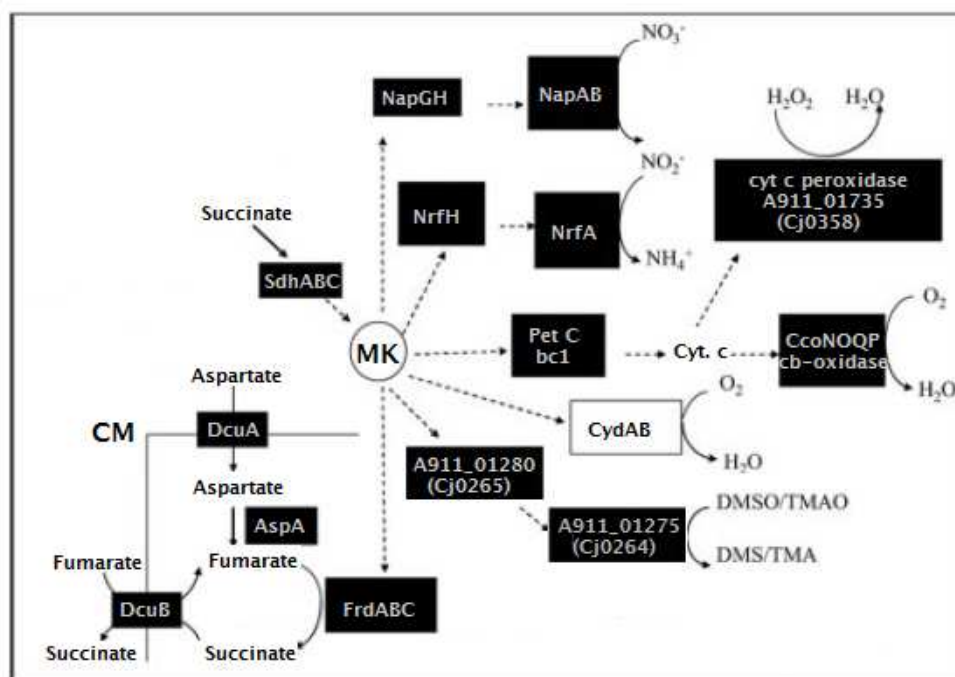 NO₃⁻
NapGH
NapAB
H₂O₂
H₂O
NO₂⁻
cyt c peroxidase
A911_01735
(Cj0358)
Succinate
NrfH
NrfA
NH₄⁺
SdhABC
O₂
MK
Pet C
bc1
Cyt. c
CcoNOQP
cb-oxidase
H₂O
Aspartate
O₂
CM
DcuA
CydAB
A911_01280
(Cj0265)
H₂O
Aspartate
DMSO/TMAO
AspA
A911_01275
(Cj0264)
Fumarate
Fumarate
DMS/TMA
DcuB
FrdABC
Succinate
Succinate